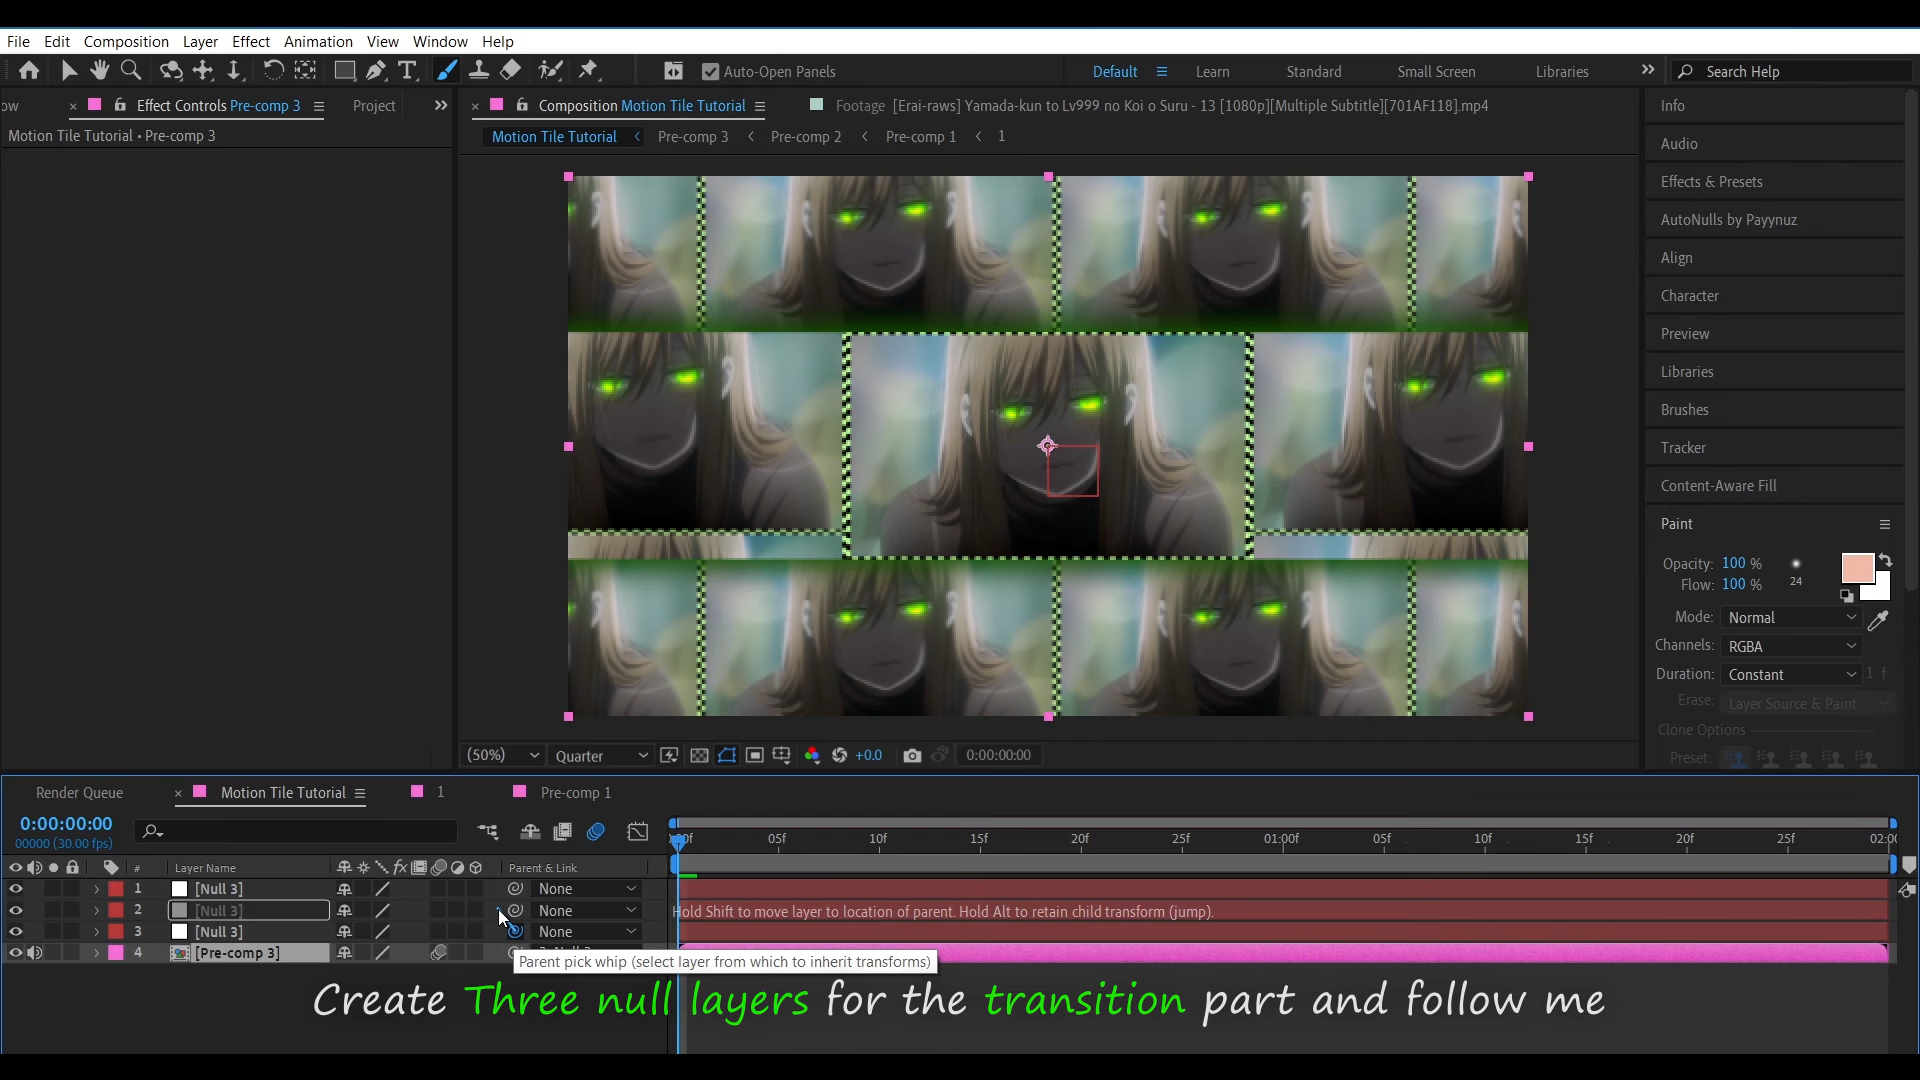 File Edit Composition Layer Effect Animation View Window Help
Auto-Open Panels Default Learn Standard Small Screen Libraries Search Help
Effect Controls Pre-comp 3 Project Composition Motion Tile Tutorial Footage [Erai-raws] Yamada-kun to Lv999 no Koi o Suru - 13 [1080p][Multiple Subtitle][701AF118].mp4
Motion Tile Tutorial • Pre-comp 3
Motion Tile Tutorial Pre-comp 3 Pre-comp 2 Pre-comp 1 1
Info
Audio
Effects & Presets
AutoNulls by Payynuz
Align
Character
Preview
Libraries
Brushes
Tracker
Content-Aware Fill
Paint
Opacity: 100 %
Flow: 100 % 24
Mode: Normal
Channels: RGBA
Duration: Constant 1 f
Erase: Layer Source & Paint
Clone Options
Preset:
(50%) Quarter +0.0 0:00:00:00
Render Queue Motion Tile Tutorial 1 Pre-comp 1
0:00:00:00
00000 (30.00 fps)
05f 10f 15f 20f 25f 01:00f 05f 10f 15f 20f 25f
# Layer Name fx Parent & Link
1 [Null 3] None
2 [Null 3] None Hold Shift to move layer to location of parent. Hold Alt to retain child transform (jump).
3 [Null 3] None
4 [Pre-comp 3]
Parent pick whip (select layer from which to inherit transforms)
Create Three null layers for the transition part and follow me